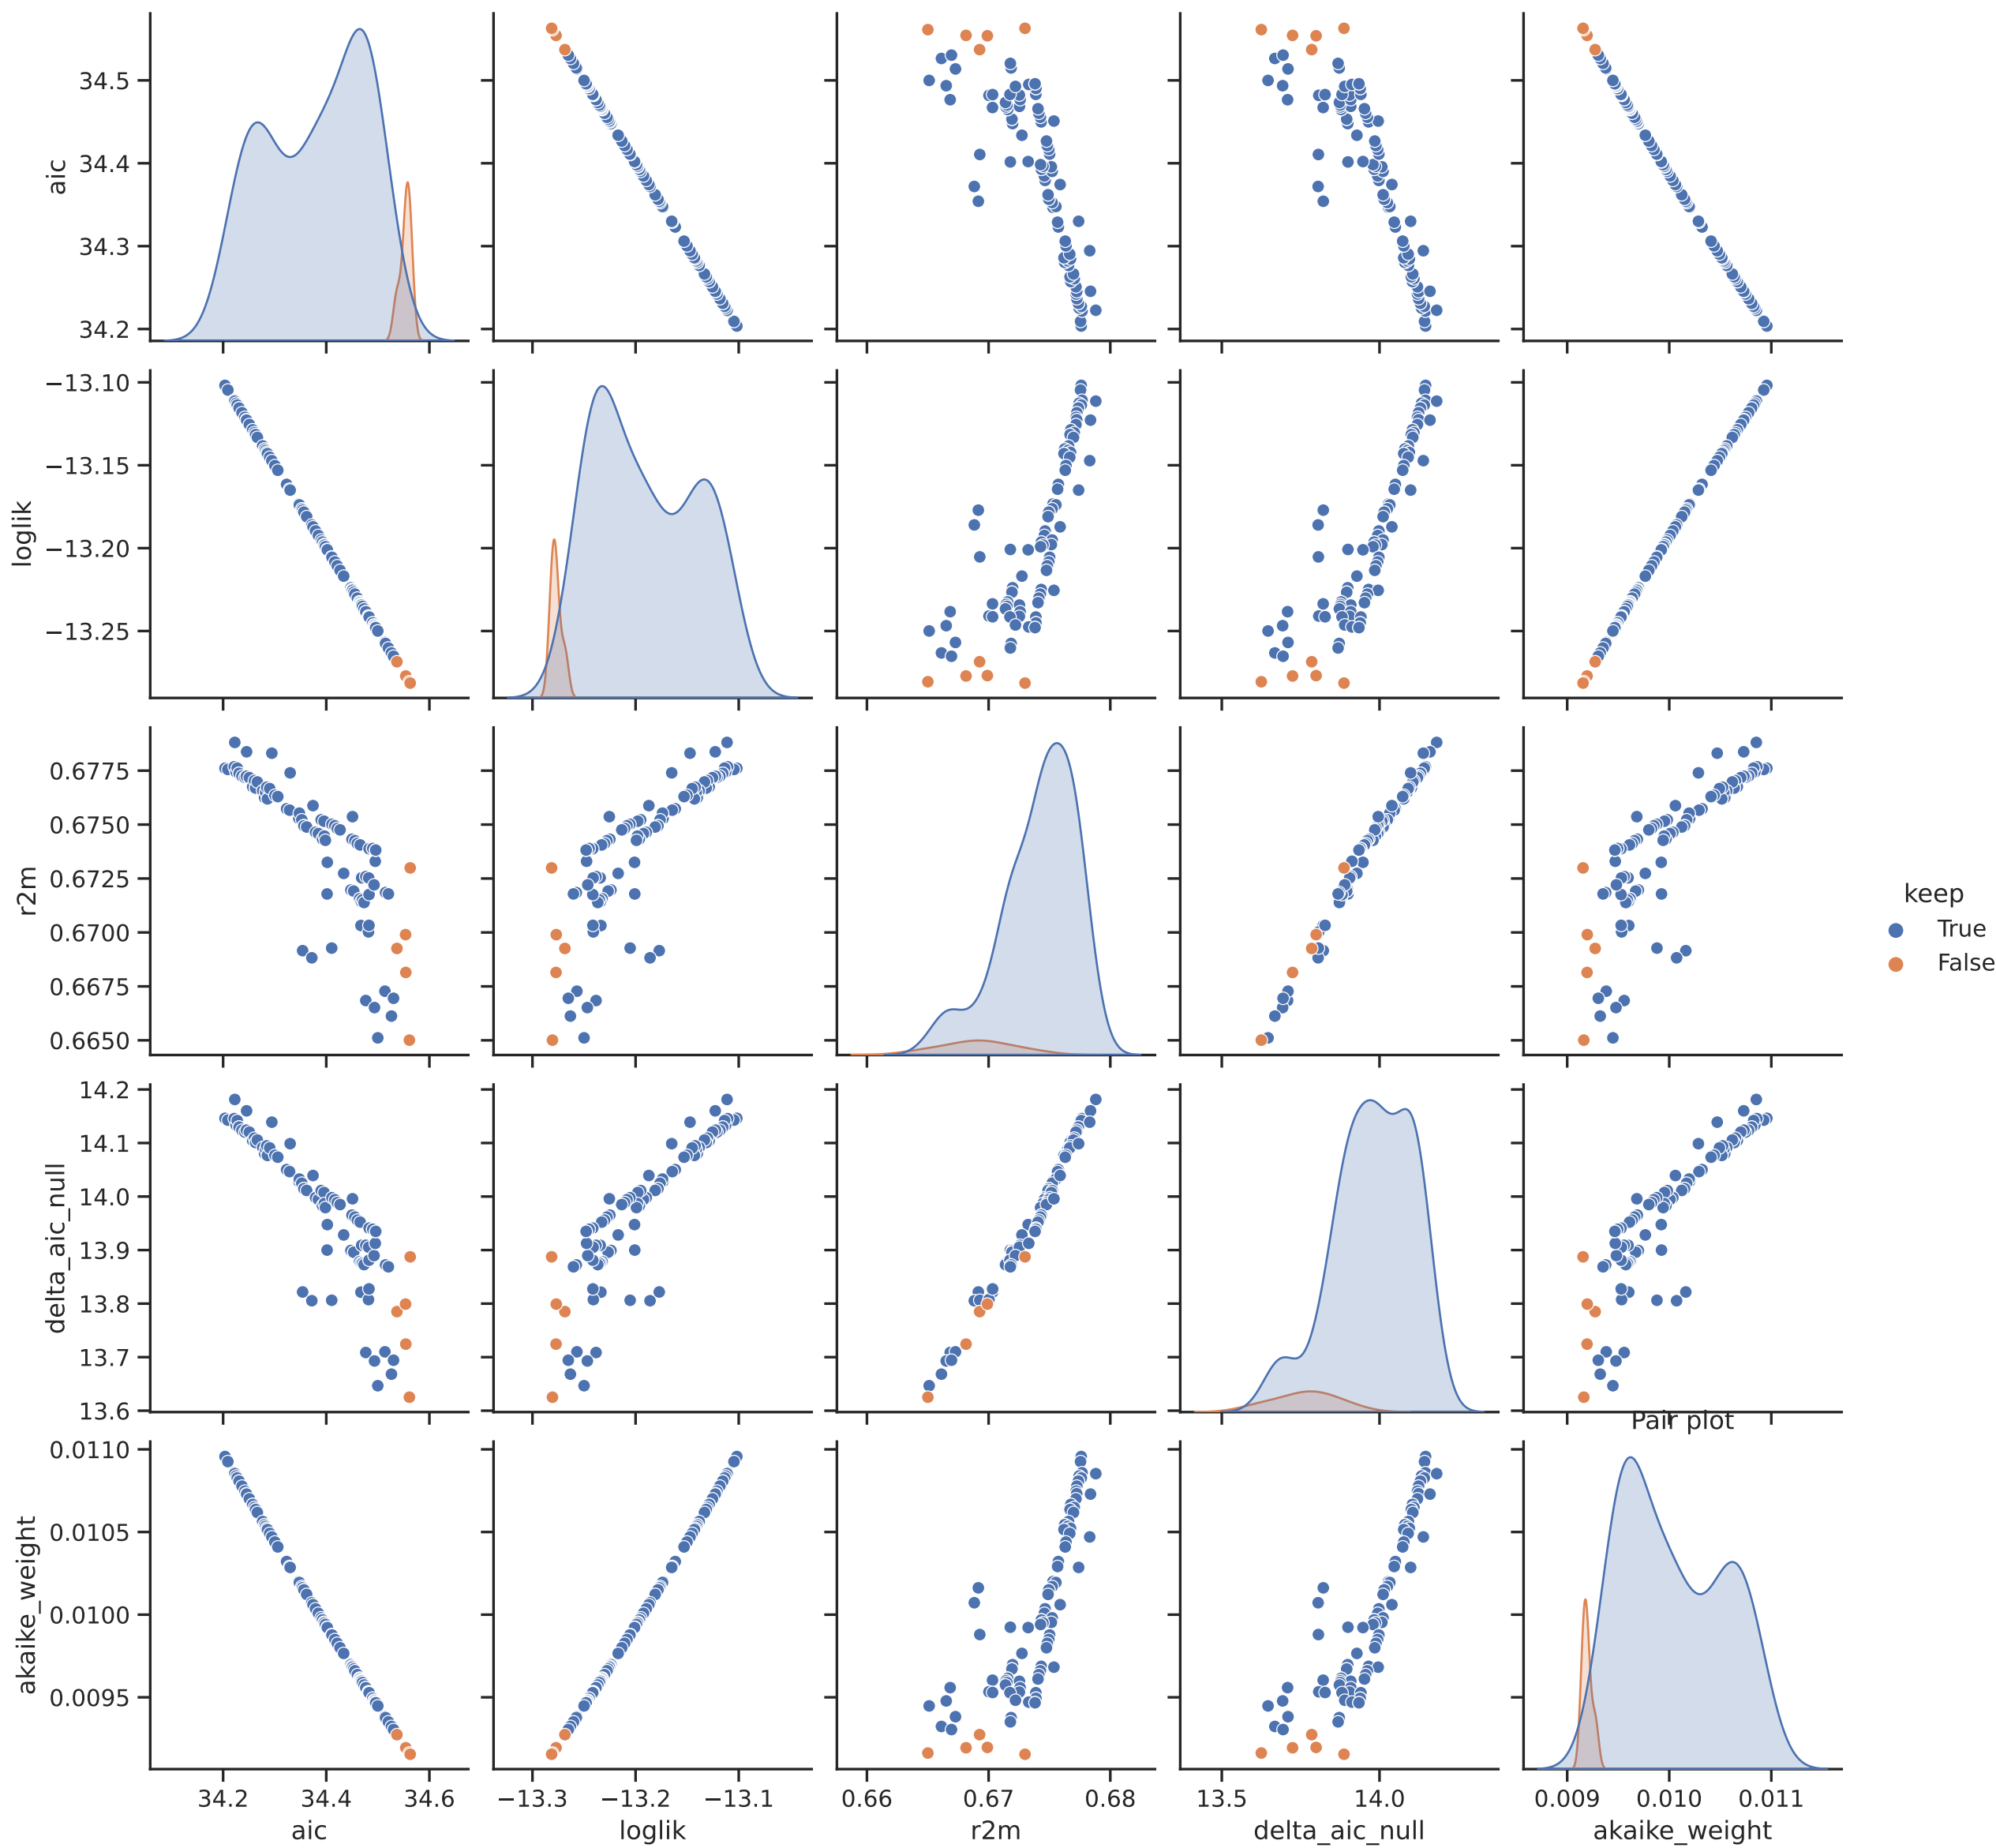 34.5
34.4
34.3
34.2
aic
−13.10
−13.15
−13.20
−13.25
loglik
0.6775
0.6750
0.6725
0.6700
0.6675
0.6650
r2m
keep
True
False
14.2
14.1
14.0
13.9
13.8
13.7
13.6
delta_aic_null
Pair plot
0.0110
0.0105
0.0100
0.0095
akaike_weight
34.2 34.4 34.6
aic
−13.3 −13.2 −13.1
loglik
0.66 0.67 0.68
r2m
13.5 14.0
delta_aic_null
0.009 0.010 0.011
akaike_weight